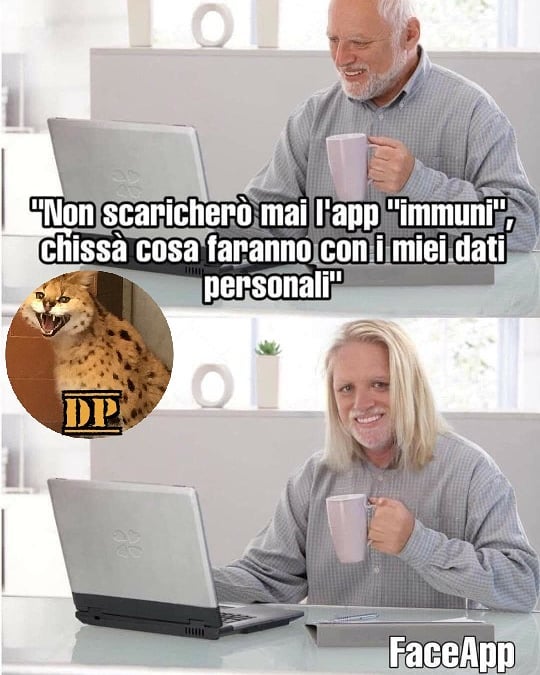 "Non scaricherò mai l'app "immuni",
chissà cosa faranno con i miei dati
personali"
DP
FaceApp